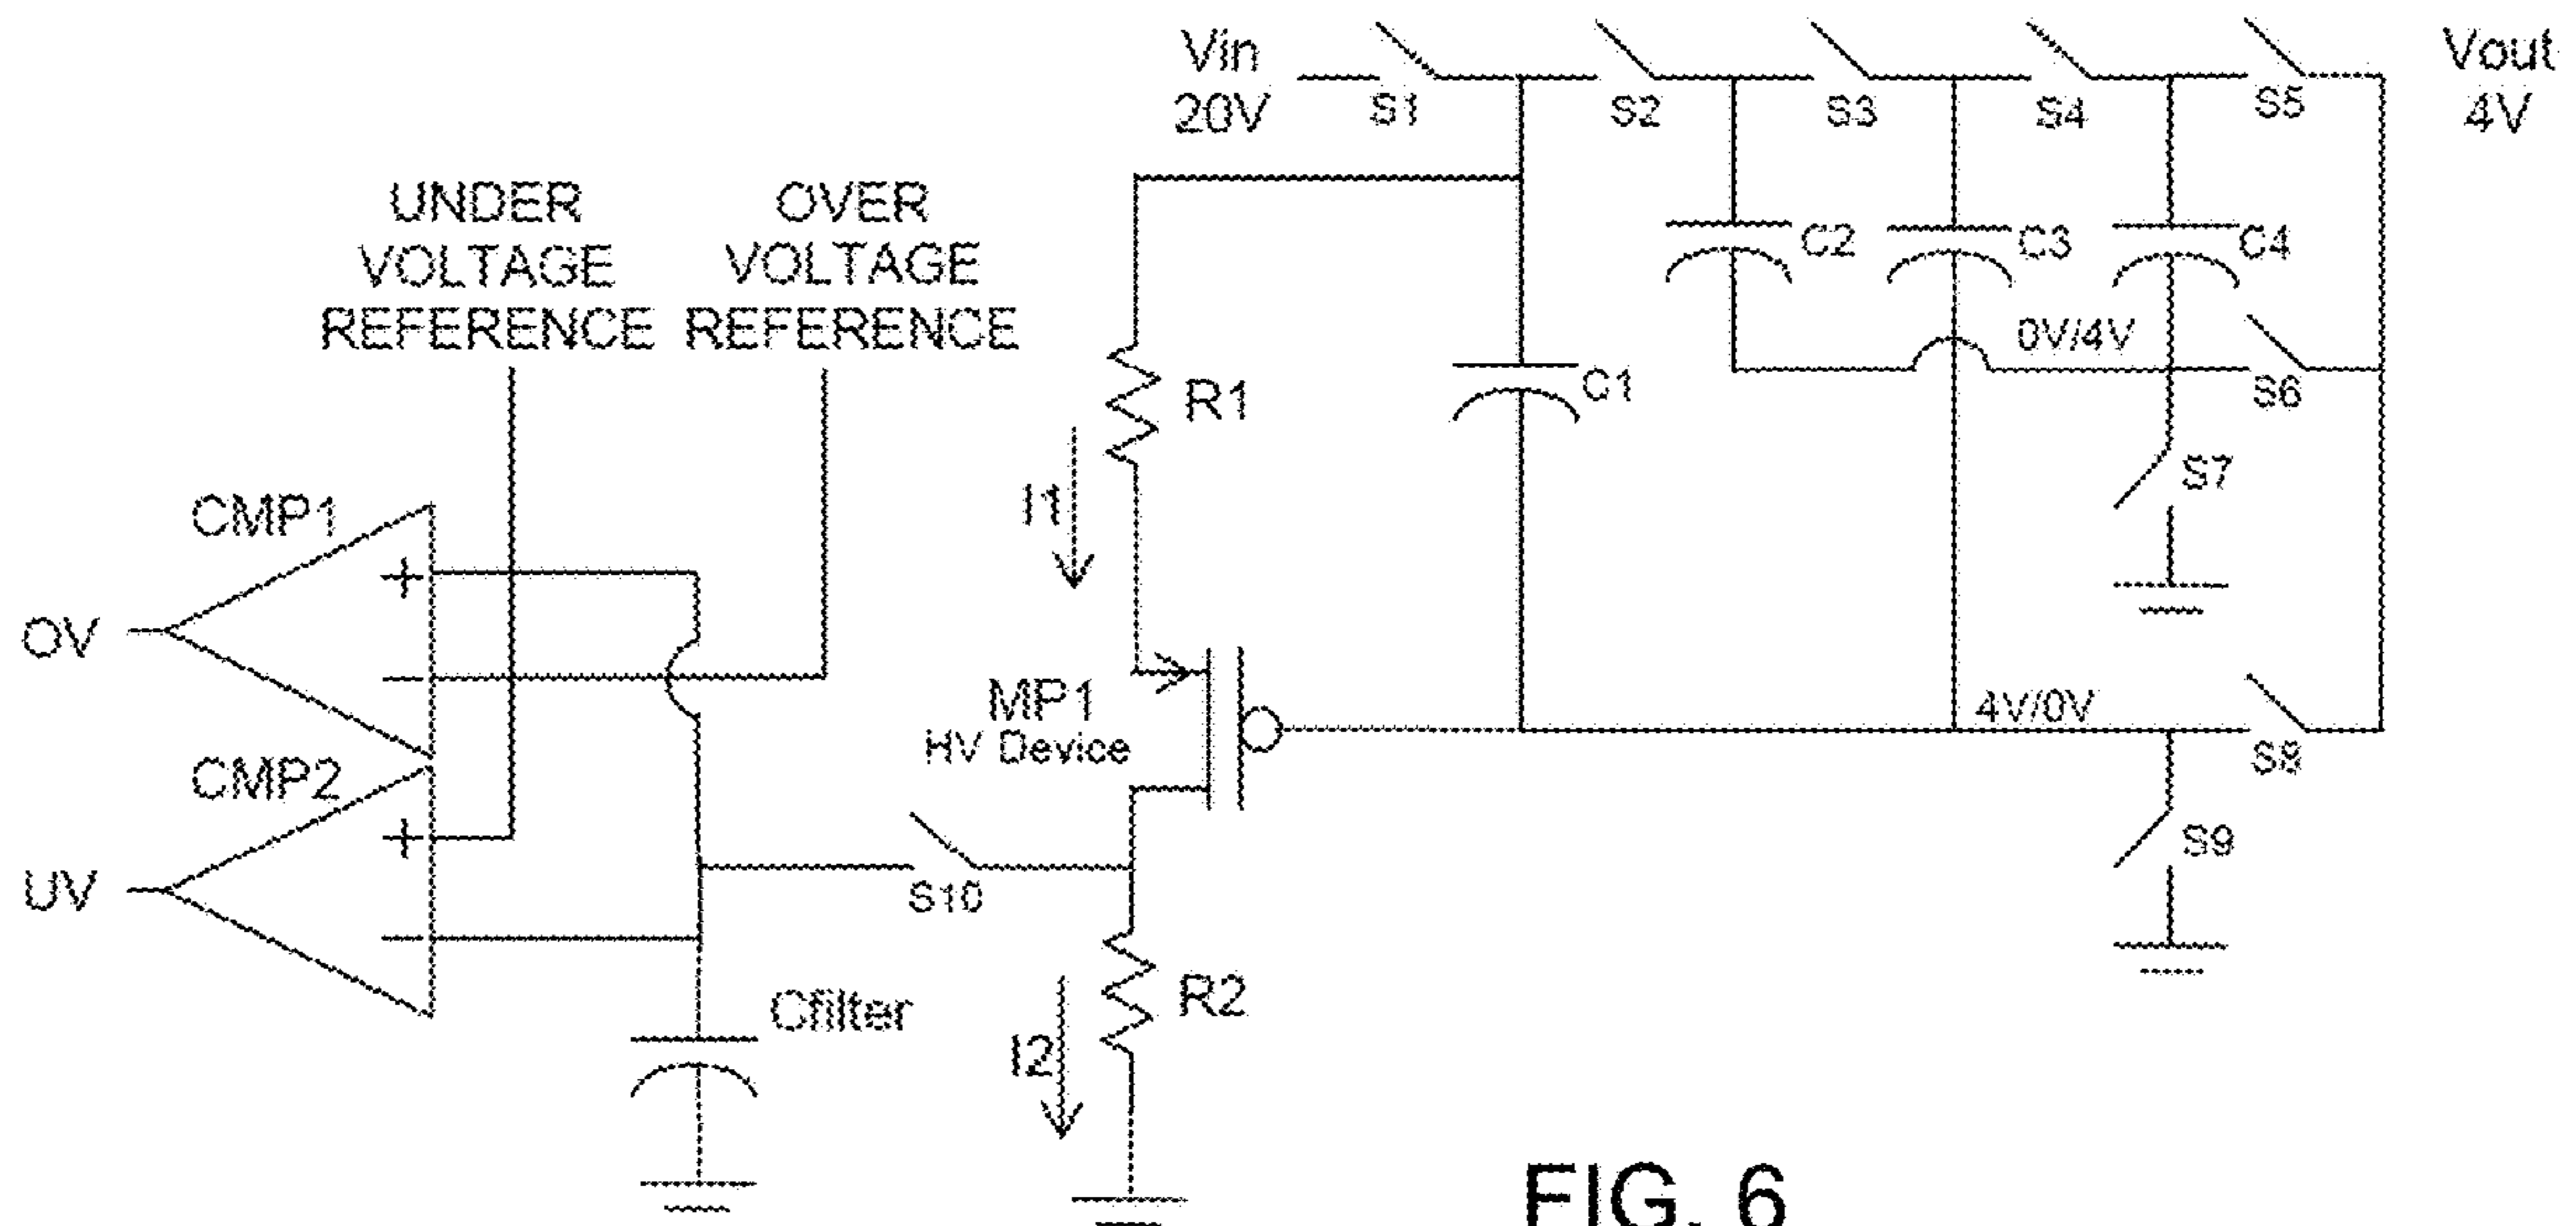 Vin
20V
S1
S2
S3
S4
S5
Vout
4V
UNDER
VOLTAGE
REFERENCE
OVER
VOLTAGE
REFERENCE
C2
C3
C4
0V/4V
S6
R1
C1
I1
S7
CMP1
+
−
OV
MP1
HV Device
4V/0V
S8
CMP2
+
−
UV
S10
S9
Cfilter
R2
I2
FIG. 6